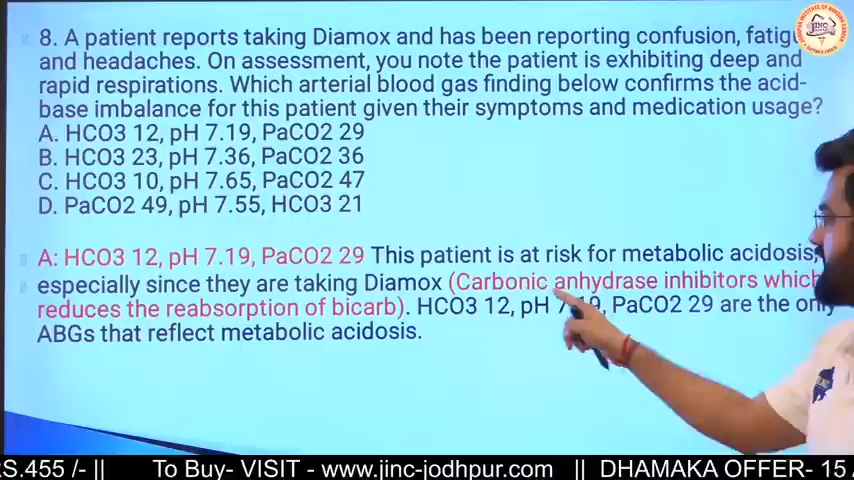 8. A patient reports taking Diamox and has been reporting confusion, fatig
and headaches. On assessment, you note the patient is exhibiting deep and
rapid respirations. Which arterial blood gas finding below confirms the acid-
base imbalance for this patient given their symptoms and medication usage?
A. HCO3 12, pH 7.19, PaCO2 29
B. HCO3 23, pH 7.36, PaCO2 36
C. HCO3 10, pH 7.65, PaCO2 47
D. PaCO2 49, pH 7.55, HCO3 21
A: HCO3 12, pH 7.19, PaCO2 29 This patient is at risk for metabolic acidosis,
especially since they are taking Diamox (Carbonic anhydrase inhibitors which
reduces the reabsorption of bicarb). HCO3 12, pH 7.19, PaCO2 29 are the only
ABGs that reflect metabolic acidosis.
S.455 /- || To Buy- VISIT - www.jinc-jodhpur.com || DHAMAKA OFFER- 15